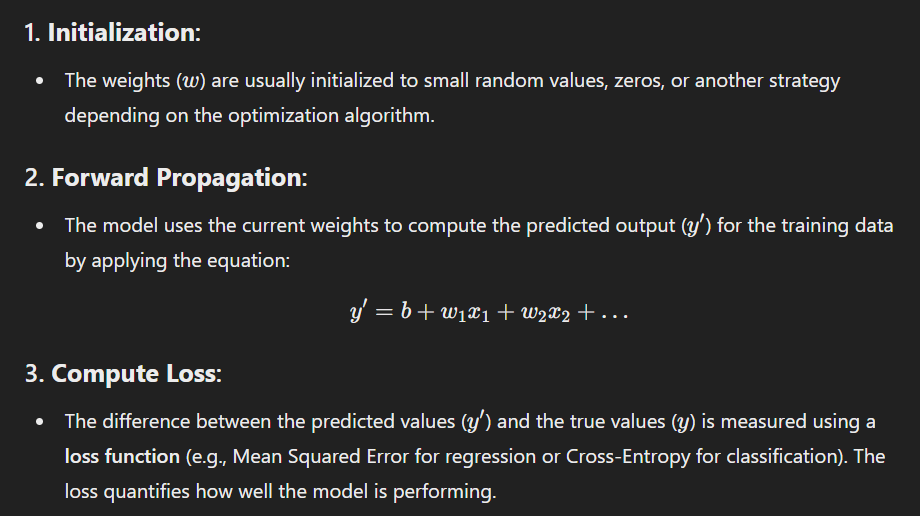 1. Initialization:
• The weights (w) are usually initialized to small random values, zeros, or another strategy
depending on the optimization algorithm.
2. Forward Propagation:
• The model uses the current weights to compute the predicted output (y′) for the training data
by applying the equation:
y′ = b + w₁x₁ + w₂x₂ + …
3. Compute Loss:
• The difference between the predicted values (y′) and the true values (y) is measured using a
loss function (e.g., Mean Squared Error for regression or Cross-Entropy for classification). The
loss quantifies how well the model is performing.